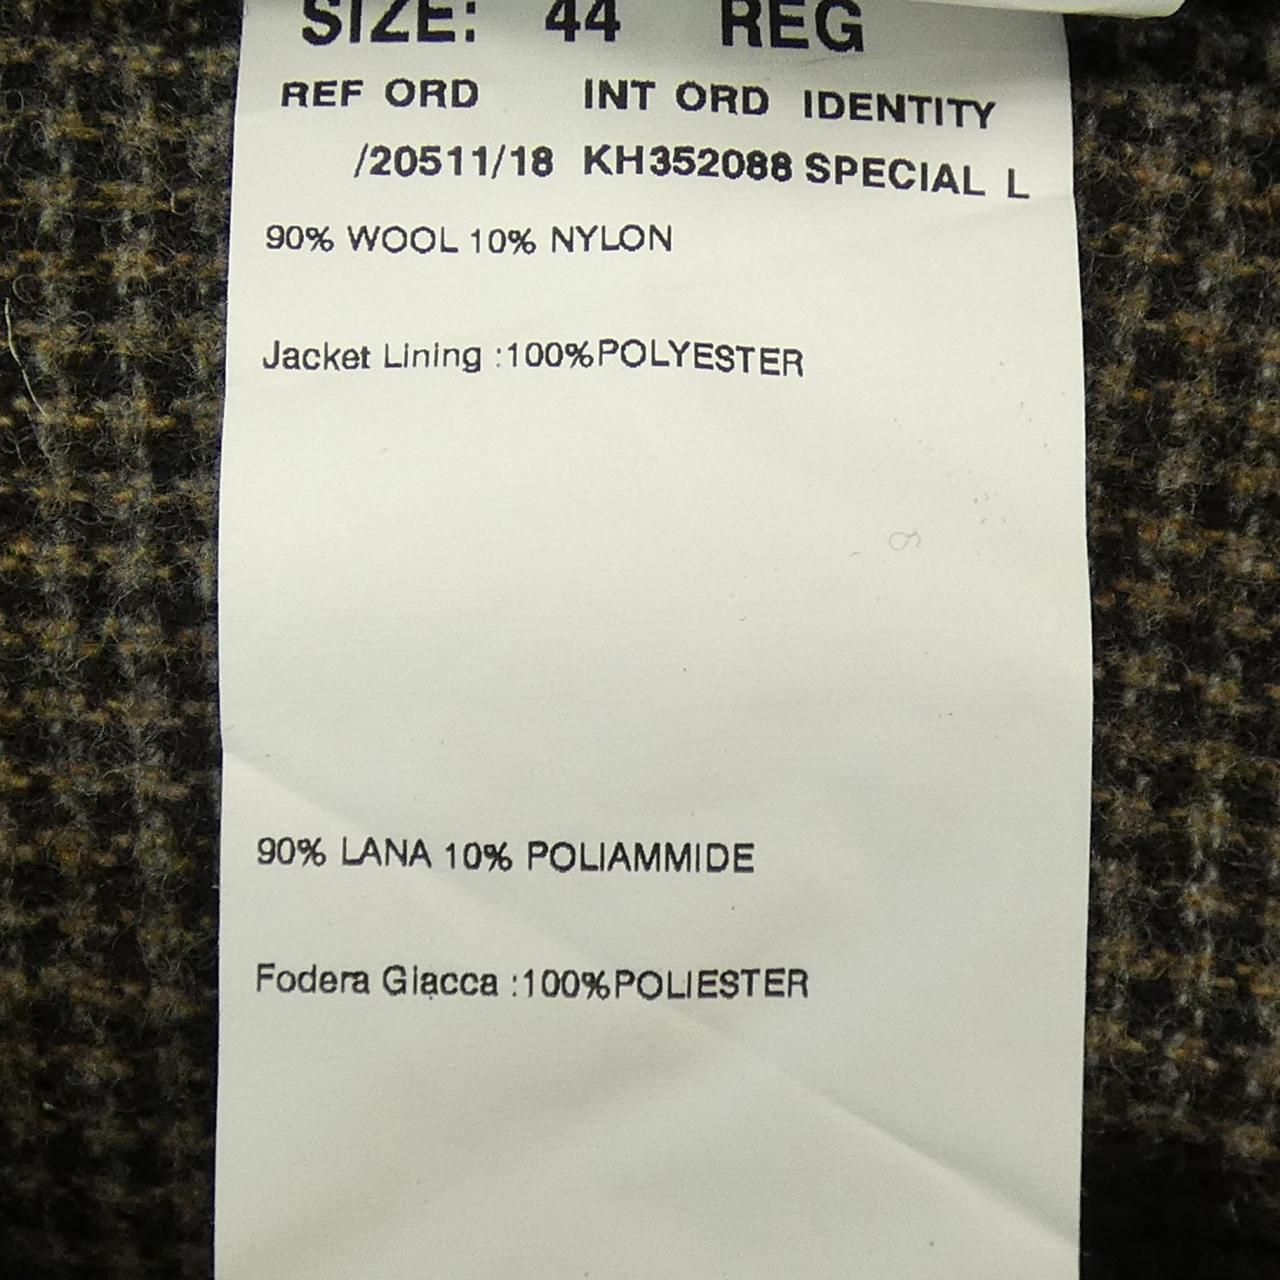 SIZE: 44 REG
REF ORD INT ORD IDENTITY
/20511/18 KH352088 SPECIAL L
90% WOOL 10% NYLON
Jacket Lining :100%POLYESTER
90% LANA 10% POLIAMMIDE
Fodera Giacca :100%POLIESTER